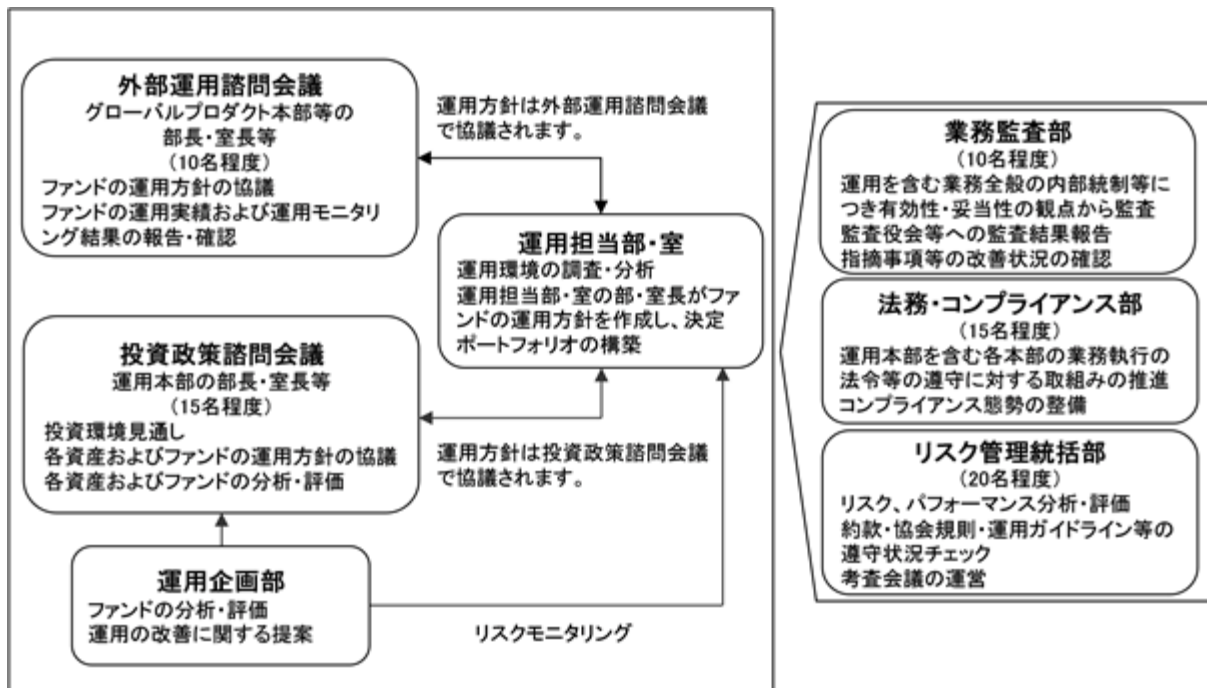 外部運用諮問会議
グローバルプロダクト本部等の
部長・室長等
(10名程度)
ファンドの運用方針の協議
ファンドの運用実績および運用モニタリ
ング結果の報告・確認
運用方針は外部運用諮問会議
で協議されます。
運用担当部・室
運用環境の調査・分析
運用担当部・室の部・室長がファ
ンドの運用方針を作成し、決定
ポートフォリオの構築
投資政策諮問会議
運用本部の部長・室長等
(15名程度)
投資環境見通し
各資産およびファンドの運用方針の協議
各資産およびファンドの分析・評価
運用方針は投資政策諮問会議
で協議されます。
運用企画部
ファンドの分析・評価
運用の改善に関する提案
リスクモニタリング
業務監査部
(10名程度)
運用を含む業務全般の内部統制等に
つき有効性・妥当性の観点から監査
監査役会等への監査結果報告
指摘事項等の改善状況の確認
法務・コンプライアンス部
(15名程度)
運用本部を含む各本部の業務執行の
法令等の遵守に対する取組みの推進
コンプライアンス態勢の整備
リスク管理統括部
(20名程度)
リスク、パフォーマンス分析・評価
約款・協会規則・運用ガイドライン等の
遵守状況チェック
考査会議の運営